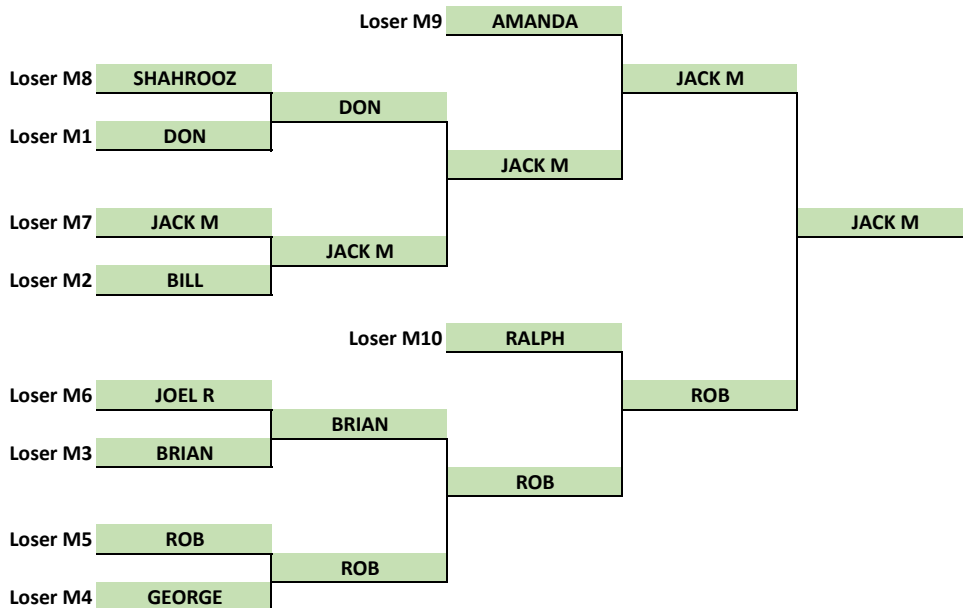 Loser M9 AMANDA
Loser M8 SHAHROOZ JACK M
DON
Loser M1 DON
JACK M
Loser M7 JACK M JACK M
JACK M
Loser M2 BILL
Loser M10 RALPH
Loser M6 JOEL R ROB
BRIAN
Loser M3 BRIAN
ROB
Loser M5 ROB
ROB
Loser M4 GEORGE